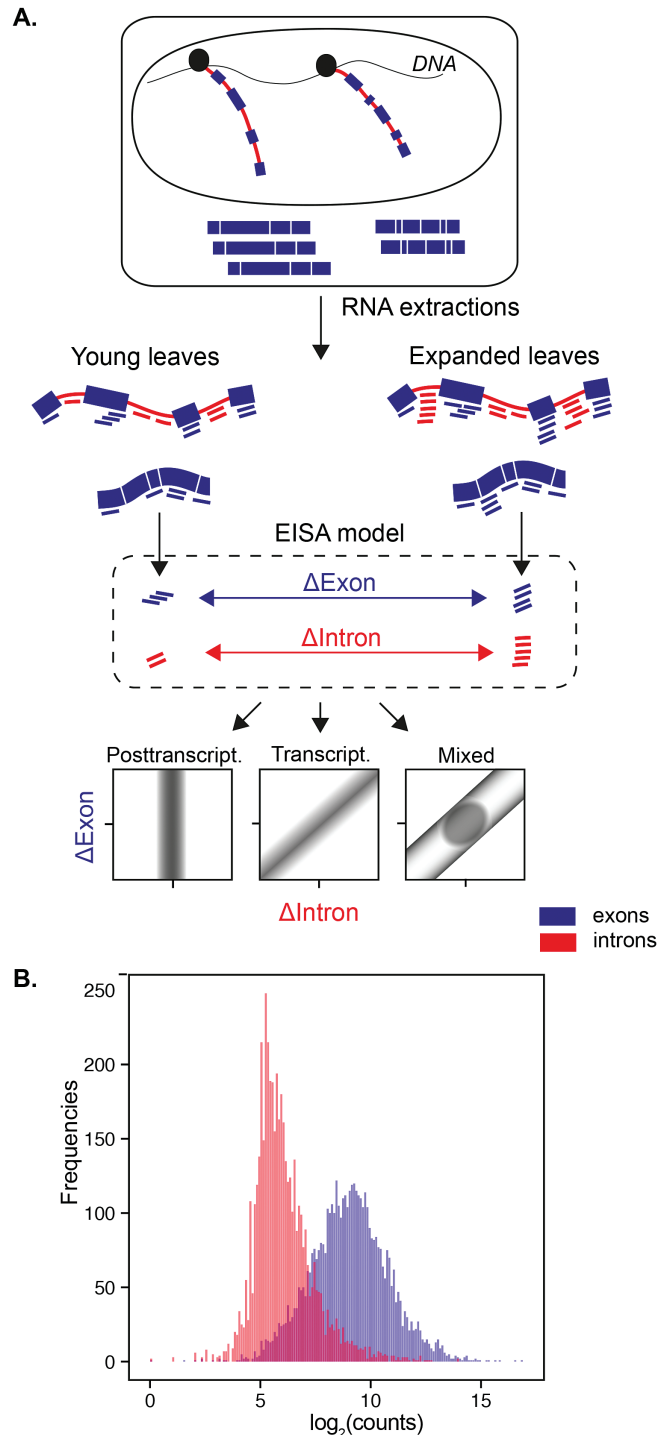 A.
DNA
RNA extractions
Young leaves
Expanded leaves
EISA model
ΔExon
ΔIntron
Posttranscript.
Transcript.
Mixed
ΔExon
ΔIntron
exons
introns
B.
250
200
150
100
50
0
Frequencies
0 5 10 15
log₂(counts)